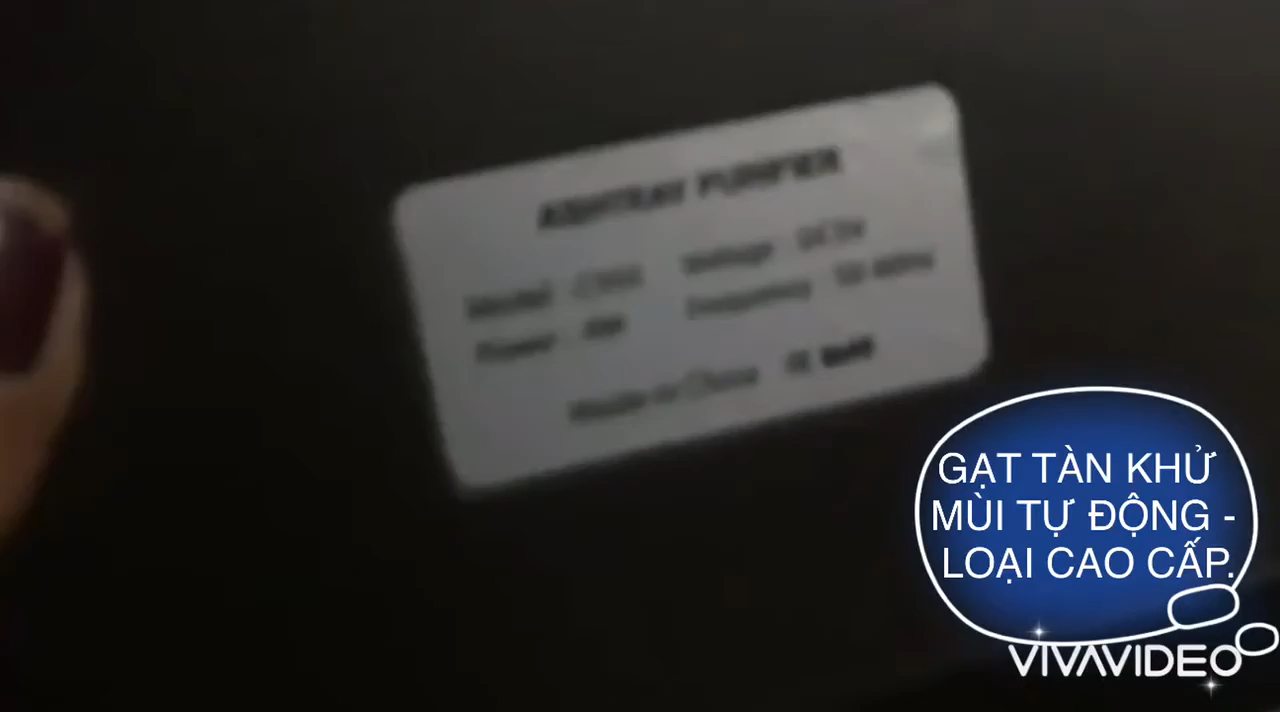 ASHTRAY PURIFIER
Model : Voltage :
Power : Frequency :
Made in China
GẠT TÀN KHỬ
MÙI TỰ ĐỘNG -
LOẠI CAO CẤP.
VIVAVIDEO